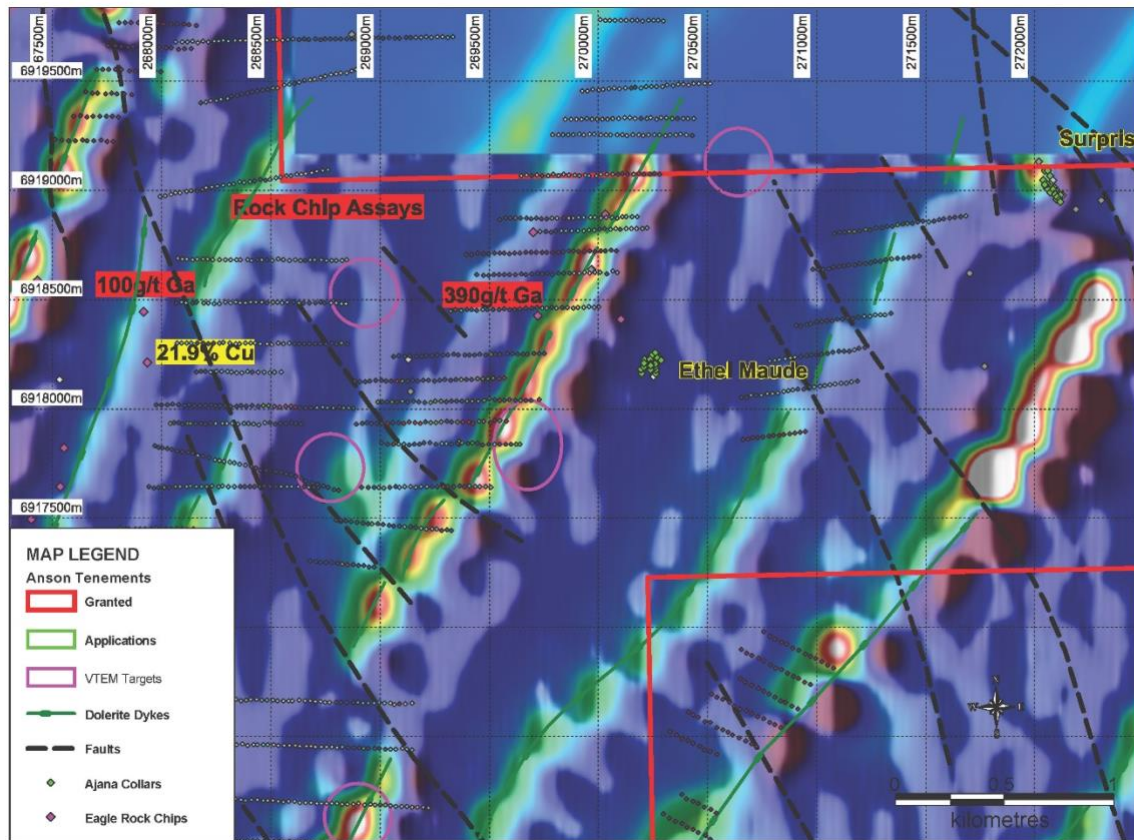 67500m
268000m
268500m
269000m
269500m
270000m
270500m
271000m
271500m
272000m
6919500m
Surpris
6919000m
Rock Chip Assays
100g/t Ga
390g/t Ga
6918500m
21.9% Cu
Ethel Maude
6918000m
6917500m
MAP LEGEND
Anson Tenements
Granted
Applications
VTEM Targets
Dolerite Dykes
Faults
Ajana Collars
Eagle Rock Chips
N
W
E
S
0 0.5 1
kilometres